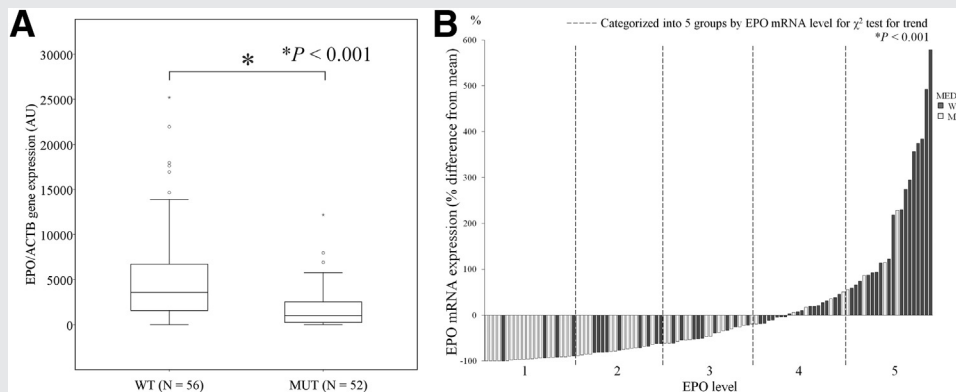 A
EPO/ACTB gene expression (AU)
30000
25000
20000
15000
10000
5000
0
*
*P < 0.001
WT (N = 56)
MUT (N = 52)
B
%
Categorized into 5 groups by EPO mRNA level for χ² test for trend
*P < 0.001
EPO mRNA expression (% difference from mean)
600
500
400
300
200
100
0
-100
MED
W
M
1 2 3 4 5
EPO level